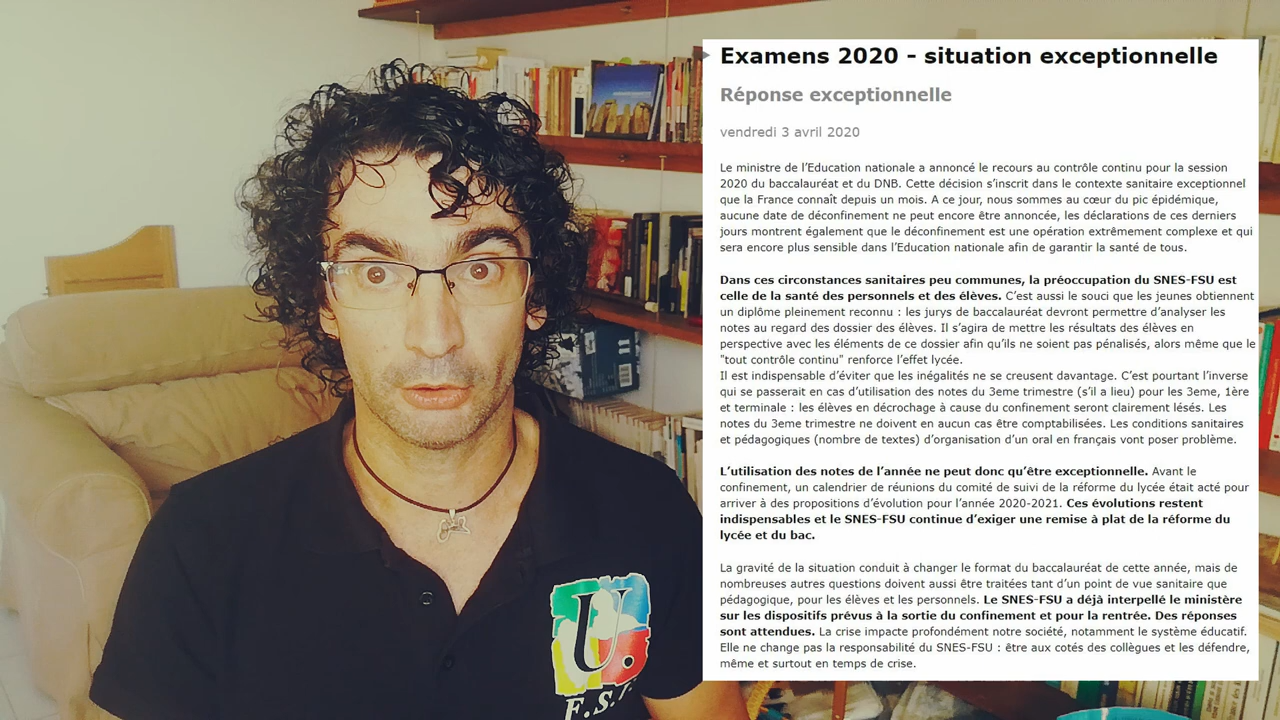 Examens 2020 - situation exceptionnelle
Réponse exceptionnelle
vendredi 3 avril 2020
Le ministre de l’Education nationale a annoncé le recours au contrôle continu pour la session
2020 du baccalauréat et du DNB. Cette décision s’inscrit dans le contexte sanitaire exceptionnel
que la France connaît depuis un mois. A ce jour, nous sommes au cœur du pic épidémique,
aucune date de déconfinement ne peut encore être annoncée, les déclarations de ces derniers
jours montrent également que le déconfinement est une opération extrêmement complexe et qui
sera encore plus sensible dans l’Education nationale afin de garantir la santé de tous.
Dans ces circonstances sanitaires peu communes, la préoccupation du SNES-FSU est
celle de la santé des personnels et des élèves. C’est aussi le souci que les jeunes obtiennent
un diplôme pleinement reconnu : les jurys de baccalauréat devront permettre d’analyser les
notes au regard des dossier des élèves. Il s’agira de mettre les résultats des élèves en
perspective avec les éléments de ce dossier afin qu’ils ne soient pas pénalisés, alors même que le
"tout contrôle continu" renforce l’effet lycée.
Il est indispensable d’éviter que les inégalités ne se creusent davantage. C’est pourtant l’inverse
qui se passerait en cas d’utilisation des notes du 3eme trimestre (s’il a lieu) pour les 3eme, 1ère
et terminale : les élèves en décrochage à cause du confinement seront clairement lésés. Les
notes du 3eme trimestre ne doivent en aucun cas être comptabilisées. Les conditions sanitaires
et pédagogiques (nombre de textes) d’organisation d’un oral en français vont poser problème.
L’utilisation des notes de l’année ne peut donc qu’être exceptionnelle. Avant le
confinement, un calendrier de réunions du comité de suivi de la réforme du lycée était acté pour
arriver à des propositions d’évolution pour l’année 2020-2021. Ces évolutions restent
indispensables et le SNES-FSU continue d’exiger une remise à plat de la réforme du
lycée et du bac.
La gravité de la situation conduit à changer le format du baccalauréat de cette année, mais de
nombreuses autres questions doivent aussi être traitées tant d’un point de vue sanitaire que
pédagogique, pour les élèves et les personnels. Le SNES-FSU a déjà interpellé le ministère
sur les dispositifs prévus à la sortie du confinement et pour la rentrée. Des réponses
sont attendues. La crise impacte profondément notre société, notamment le système éducatif.
Elle ne change pas la responsabilité du SNES-FSU : être aux cotés des collègues et les défendre,
même et surtout en temps de crise.
U.
F.S.